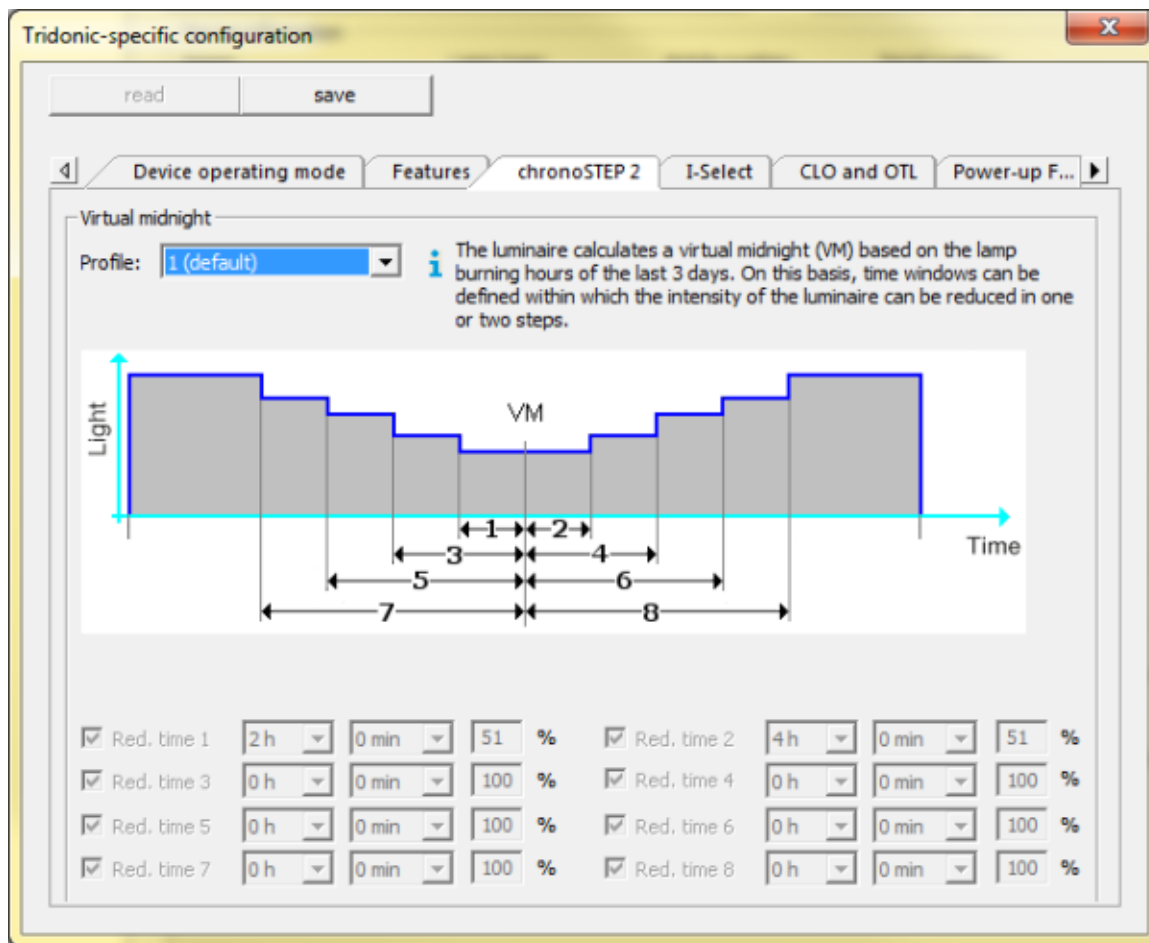 Tridonic-specific configuration
x
read save
Device operating mode Features chronoSTEP 2 I-Select CLO and OTL Power-up F...
Virtual midnight
Profile: 1 (default)
i
The luminaire calculates a virtual midnight (VM) based on the lamp
burning hours of the last 3 days. On this basis, time windows can be
defined within which the intensity of the luminaire can be reduced in one
or two steps.
Light
VM
1 2
3 4
Time
5 6
7 8
Red. time 1 2 h 0 min 51 % Red. time 2 4 h 0 min 51 %
Red. time 3 0 h 0 min 100 % Red. time 4 0 h 0 min 100 %
Red. time 5 0 h 0 min 100 % Red. time 6 0 h 0 min 100 %
Red. time 7 0 h 0 min 100 % Red. time 8 0 h 0 min 100 %